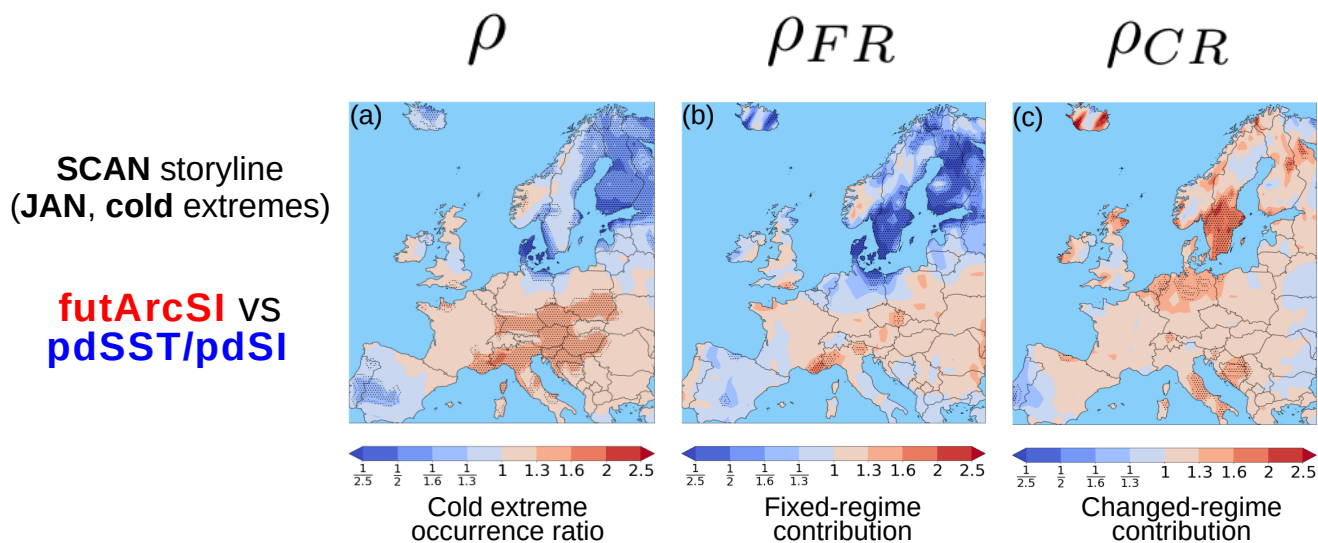 ρ ρFR ρCR
(a) (b) (c)
SCAN storyline
(JAN, cold extremes)
futArcSI vs
pdSST/pdSI
1/2.5 1/2 1/1.6 1/1.3 1 1.3 1.6 2 2.5
1/2.5 1/2 1/1.6 1/1.3 1 1.3 1.6 2 2.5
1/2.5 1/2 1/1.6 1/1.3 1 1.3 1.6 2 2.5
Cold extreme
occurrence ratio
Fixed-regime
contribution
Changed-regime
contribution